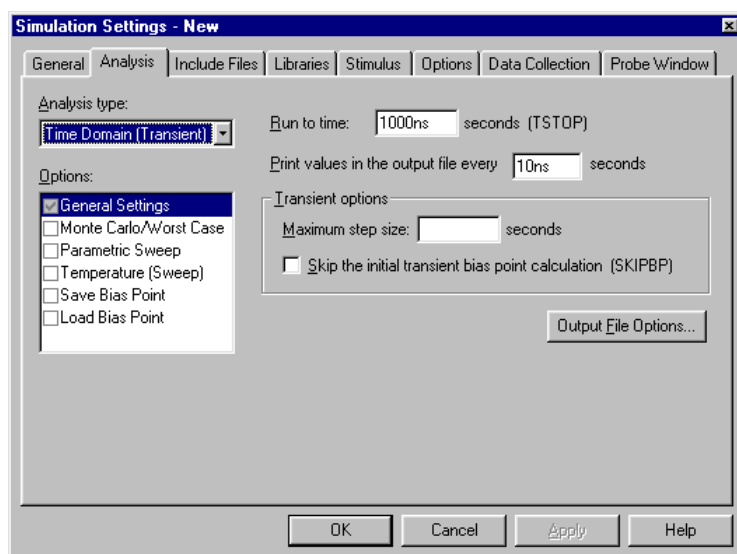 Simulation Settings - New
General Analysis Include Files Libraries Stimulus Options Data Collection Probe Window
Analysis type:
Time Domain (Transient)
Options:
General Settings
Monte Carlo/Worst Case
Parametric Sweep
Temperature (Sweep)
Save Bias Point
Load Bias Point
Run to time: 1000ns seconds (TSTOP)
Print values in the output file every 10ns seconds
Transient options
Maximum step size: seconds
Skip the initial transient bias point calculation (SKIPBP)
Output File Options...
OK Cancel Apply Help